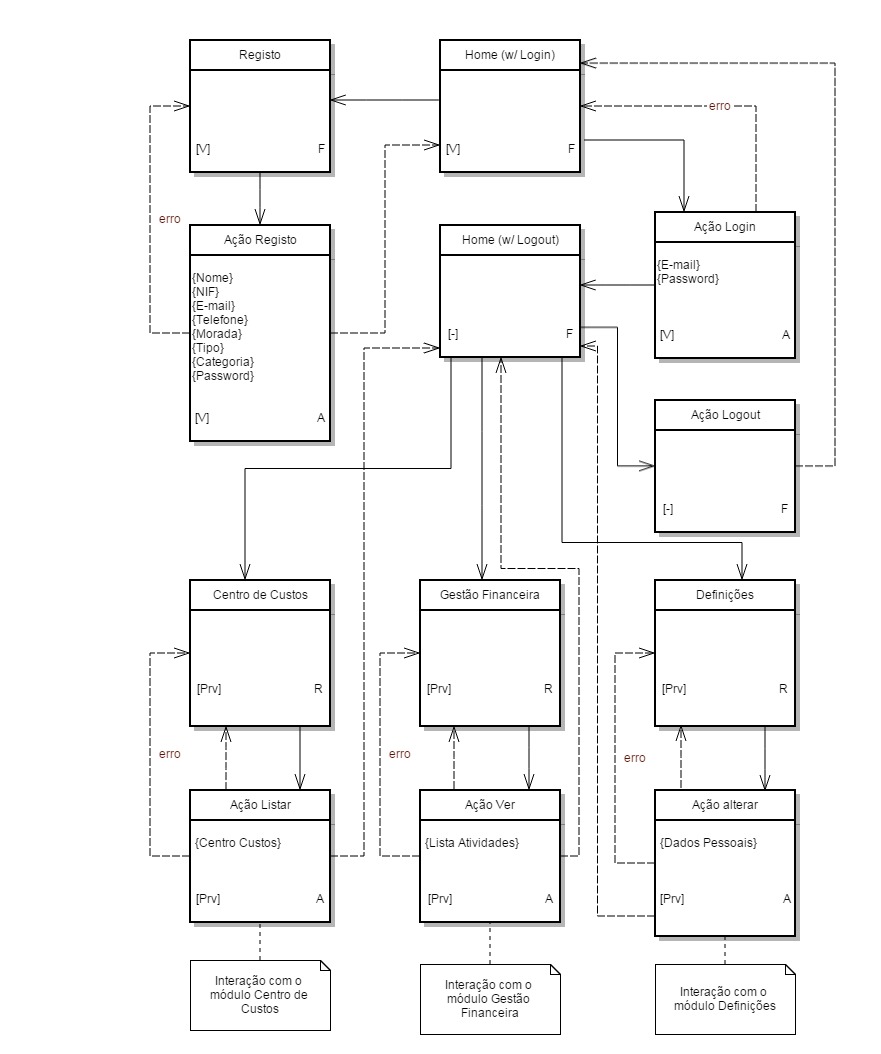 Registo
[V]
F
Home (w/ Login)
[V]
F
erro
erro
Ação Registo
{Nome}
{NIF}
{E-mail}
{Telefone}
{Morada}
{Tipo}
{Categoria}
{Password}
[V]
A
Home (w/ Logout)
[-]
F
Ação Login
{E-mail}
{Password}
[V]
A
Ação Logout
[-]
F
Centro de Custos
[Prv]
R
Gestão Financeira
[Prv]
R
Definições
[Prv]
R
erro
erro
erro
Ação Listar
{Centro Custos}
[Prv]
A
Ação Ver
{Lista Atividades}
[Prv]
A
Ação alterar
{Dados Pessoais}
[Prv]
A
Interação com o
módulo Centro de
Custos
Interação com o
módulo Gestão
Financeira
Interação com o
módulo Definições